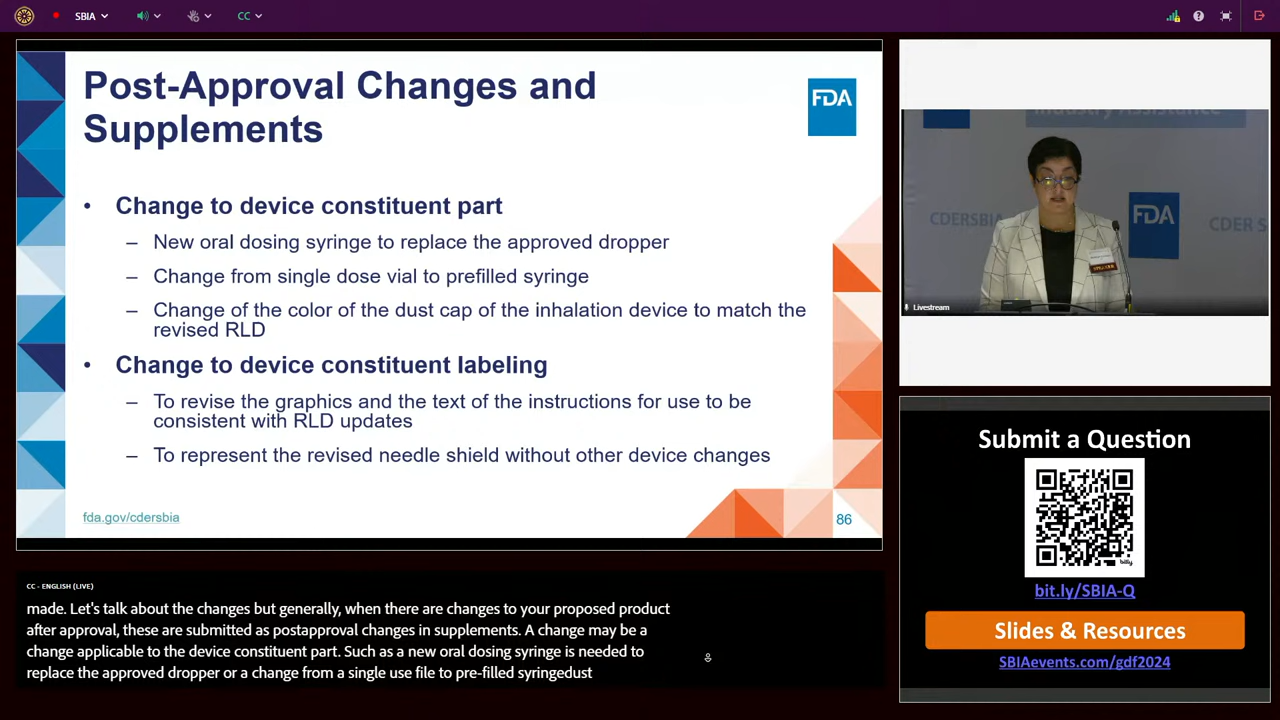 SBIA
CC
Post-Approval Changes and
Supplements
FDA
• Change to device constituent part
– New oral dosing syringe to replace the approved dropper
– Change from single dose vial to prefilled syringe
– Change of the color of the dust cap of the inhalation device to match the
revised RLD
• Change to device constituent labeling
– To revise the graphics and the text of the instructions for use to be
consistent with RLD updates
– To represent the revised needle shield without other device changes
fda.gov/cdersbia
86
Industry Assistance
CDERSBIA
FDA
CDER S
SPEAKER
Livestream
Submit a Question
bitly
bit.ly/SBIA-Q
Slides & Resources
SBIAevents.com/gdf2024
CC - ENGLISH (LIVE)
made. Let's talk about the changes but generally, when there are changes to your proposed product
after approval, these are submitted as postapproval changes in supplements. A change may be a
change applicable to the device constituent part. Such as a new oral dosing syringe is needed to
replace the approved dropper or a change from a single use file to pre-filled syringedust